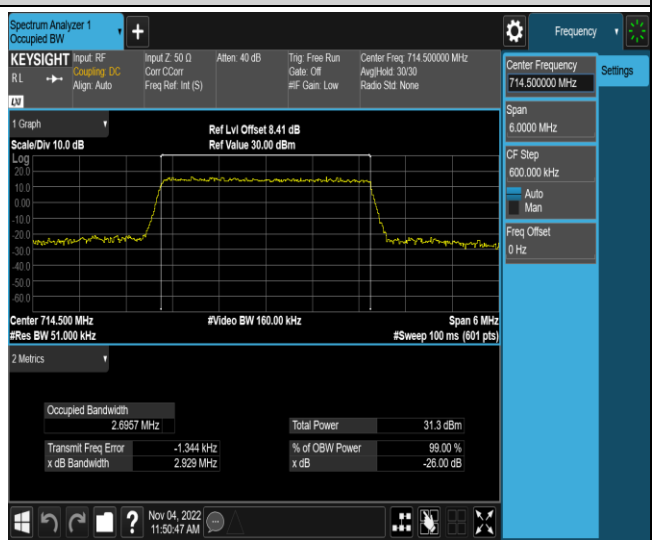 Spectrum Analyzer 1
Occupied BW
+
Frequency
KEYSIGHT Input: RF Input Z: 50 Ω Atten: 40 dB Trig: Free Run Center Freq: 714.500000 MHz
RL Coupling: DC Corr CCorr Gate: Off Avg|Hold: 30/30
Align: Auto Freq Ref: Int (S) #IF Gain: Low Radio Std: None
LXI
Center Frequency
714.500000 MHz
Settings
Span
6.0000 MHz
CF Step
600.000 kHz
Auto
Man
Freq Offset
0 Hz
1 Graph
Ref Lvl Offset 8.41 dB
Scale/Div 10.0 dB Ref Value 30.00 dBm
Log
20.0
10.0
0.00
-10.0
-20.0
-30.0
-40.0
-50.0
-60.0
Center 714.500 MHz #Video BW 160.00 kHz Span 6 MHz
#Res BW 51.000 kHz #Sweep 100 ms (601 pts)
2 Metrics
Occupied Bandwidth
2.6957 MHz Total Power 31.3 dBm
Transmit Freq Error -1.344 kHz % of OBW Power 99.00 %
x dB Bandwidth 2.929 MHz x dB -26.00 dB
?
Nov 04, 2022
11:50:47 AM